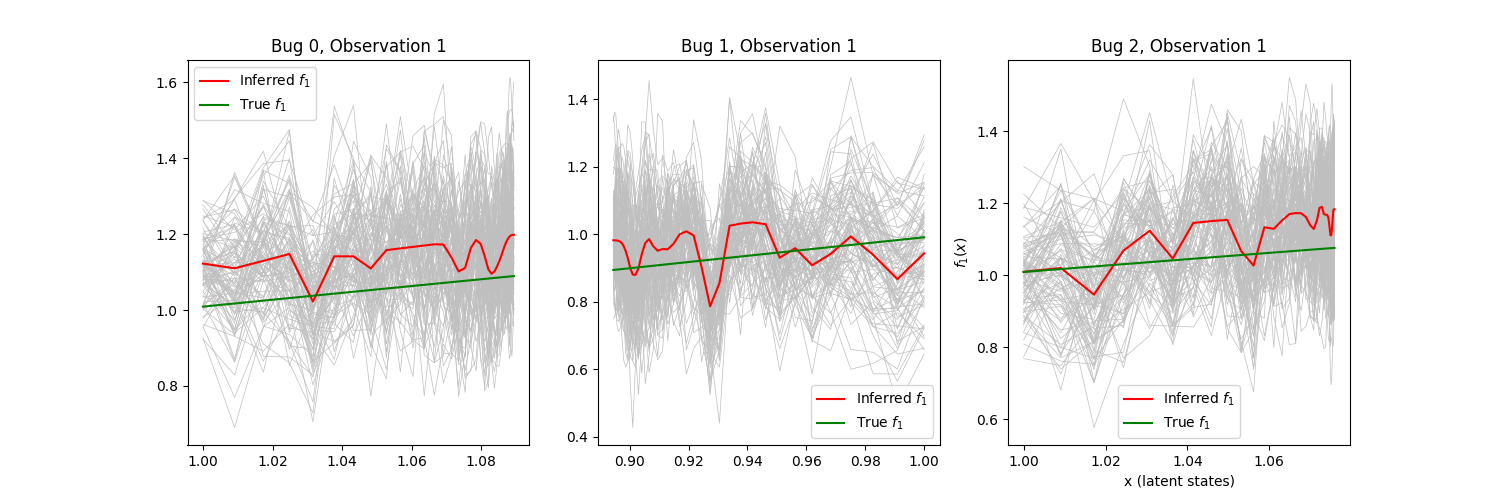 Bug 0, Observation 1
Inferred f₁
True f₁
1.6
1.4
1.2
1.0
0.8
1.00 1.02 1.04 1.06 1.08
Bug 1, Observation 1
1.4
1.2
1.0
0.8
0.6
0.4
Inferred f₁
True f₁
0.90 0.92 0.94 0.96 0.98 1.00
Bug 2, Observation 1
f₁(x)
1.4
1.2
1.0
0.8
0.6
Inferred f₁
True f₁
1.00 1.02 1.04 1.06
x (latent states)